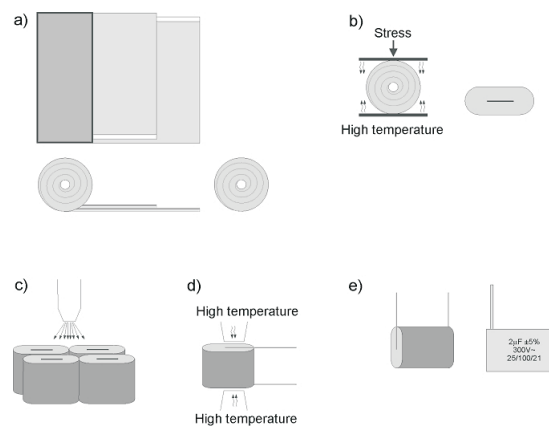 a)
b)
Stress
High temperature
c)
d)
High temperature
High temperature
e)
2µF ±5%
300V~
25/100/21